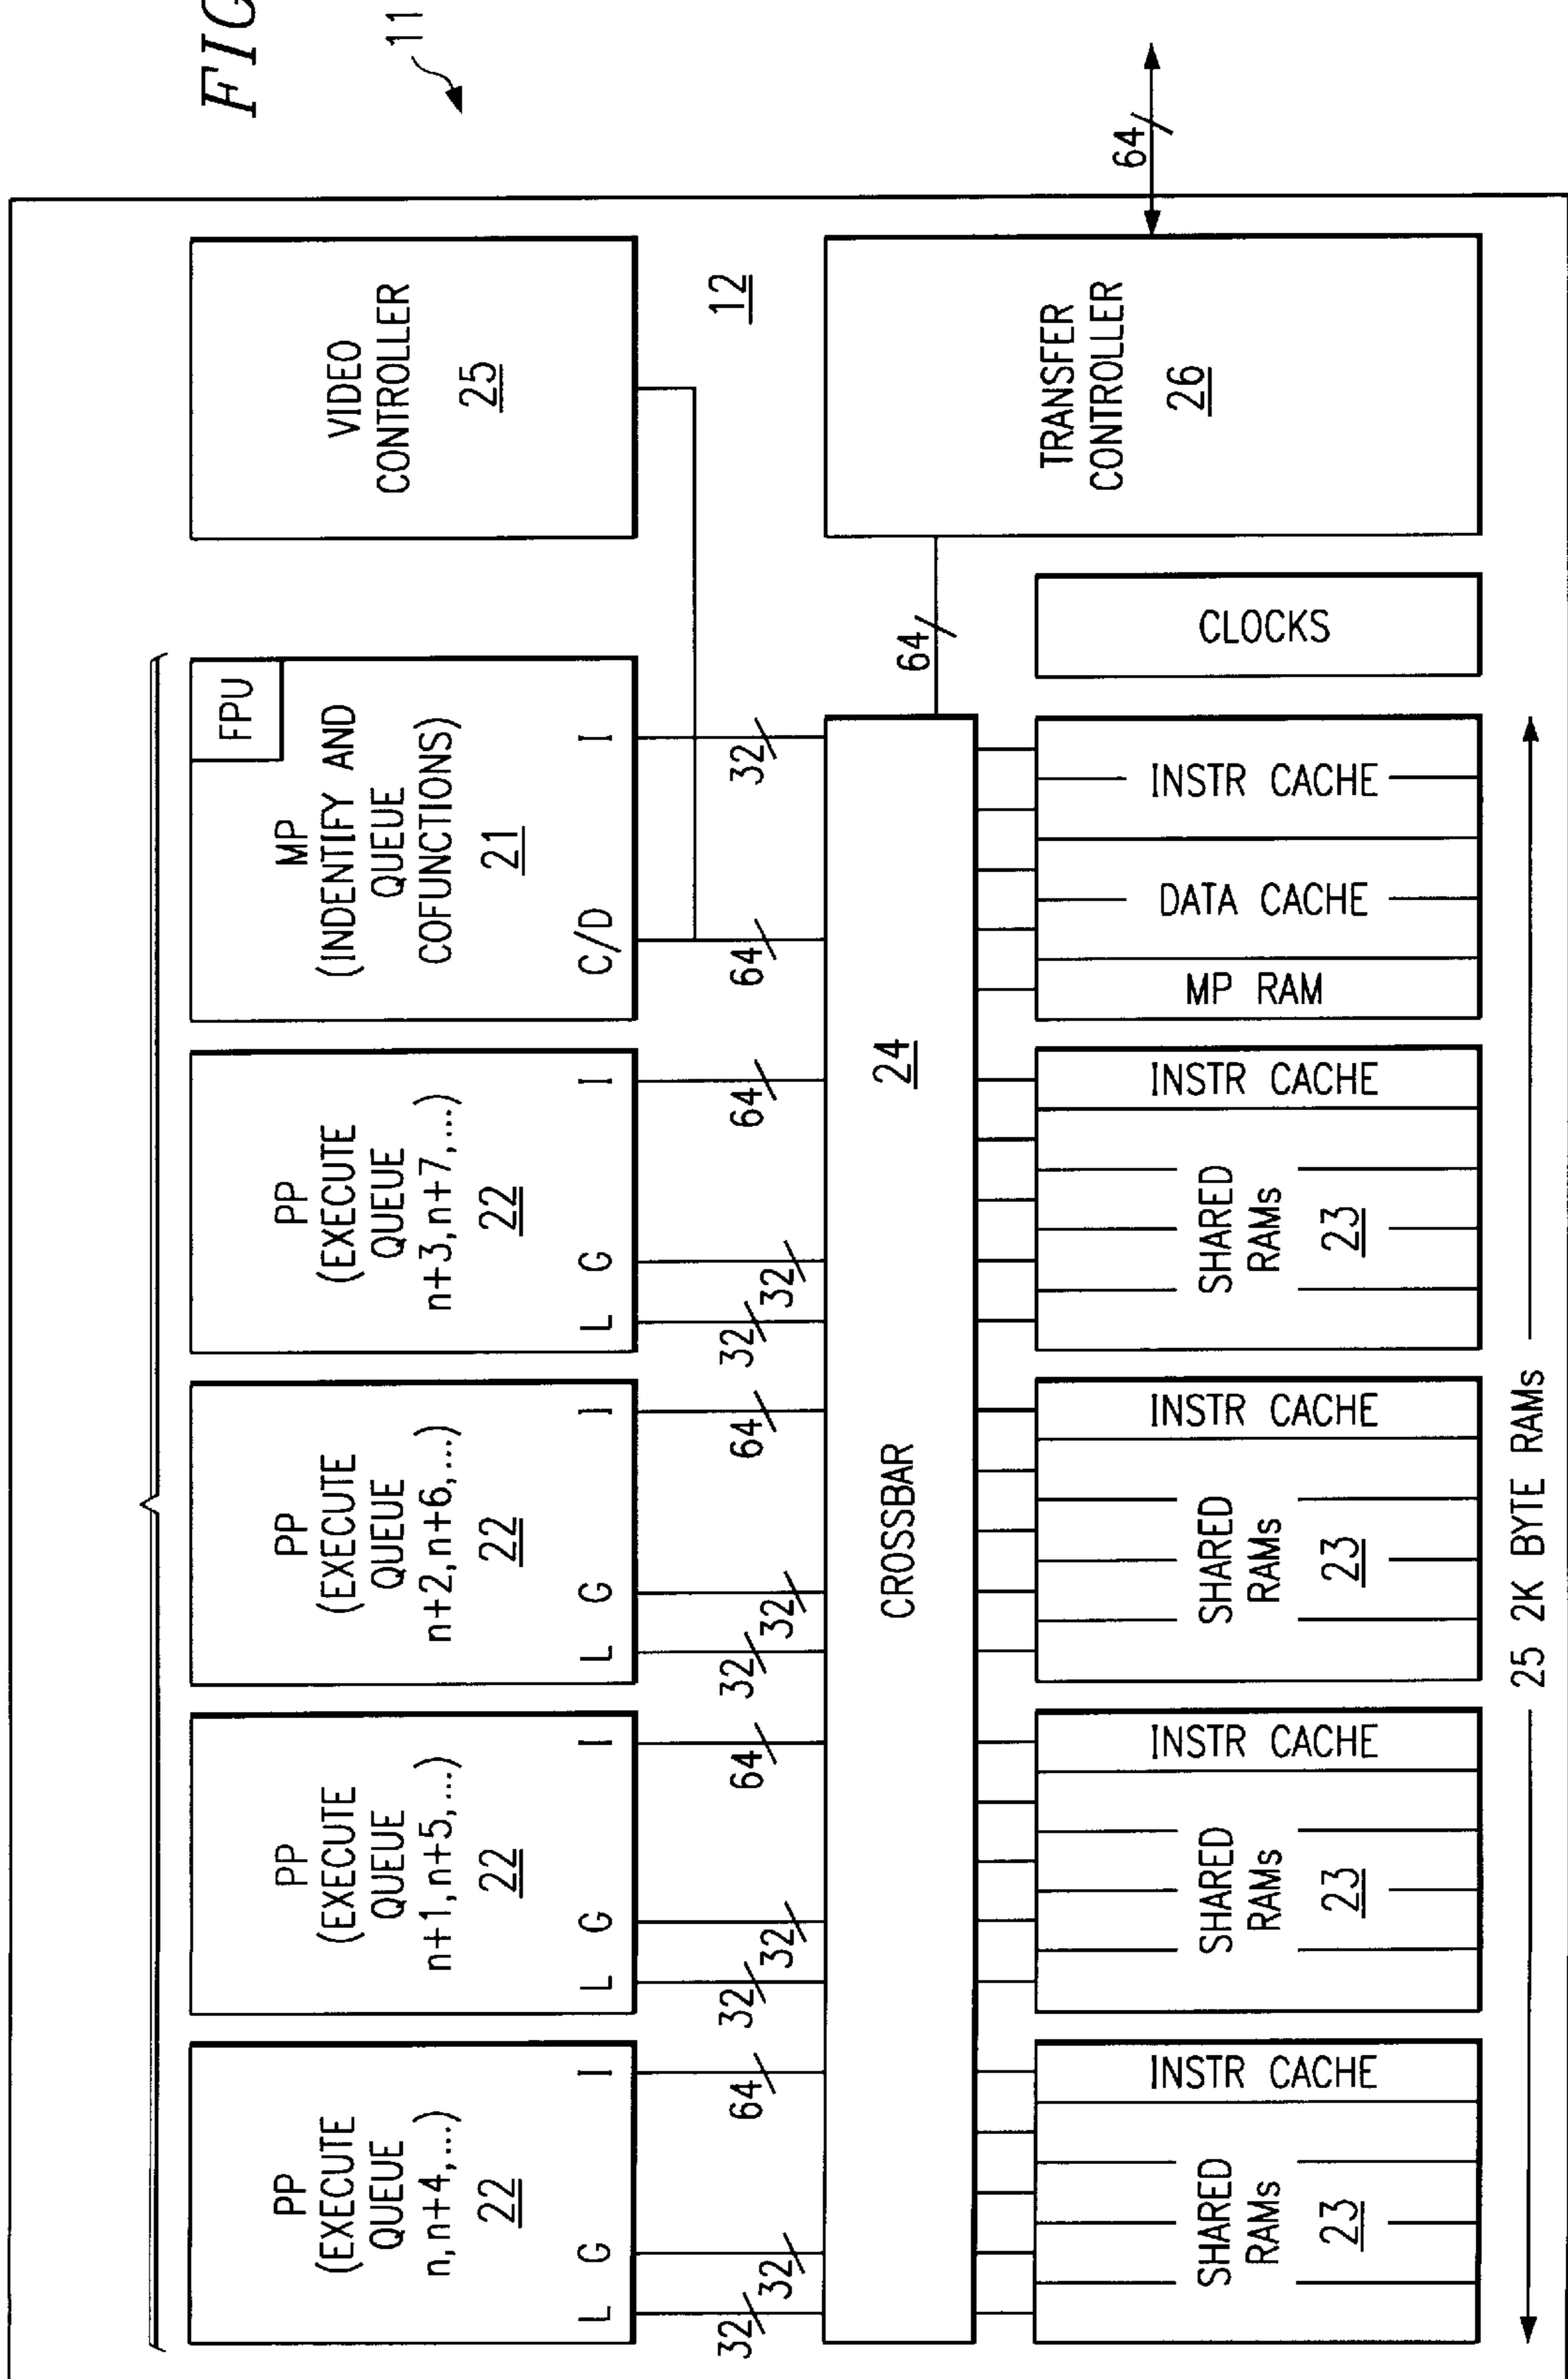 FIG
11
PP
(EXECUTE
QUEUE
n,n+4,...)
22
L G I
PP
(EXECUTE
QUEUE
n+1,n+5,...)
22
L G I
PP
(EXECUTE
QUEUE
n+2,n+6,...)
22
L G I
PP
(EXECUTE
QUEUE
n+3,n+7,...)
22
L G I
FPU
MP
(INDENTIFY AND
QUEUE
COFUNCTIONS)
21
C/D I
VIDEO
CONTROLLER
25
12
32 32 64
32 32 64
32 32 64
32 32 64
64 32
CROSSBAR
24
64
TRANSFER
CONTROLLER
26
64
SHARED
RAMs
23
INSTR CACHE
SHARED
RAMs
23
INSTR CACHE
SHARED
RAMs
23
INSTR CACHE
SHARED
RAMs
23
INSTR CACHE
MP RAM
DATA CACHE
INSTR CACHE
CLOCKS
25 2K BYTE RAMs